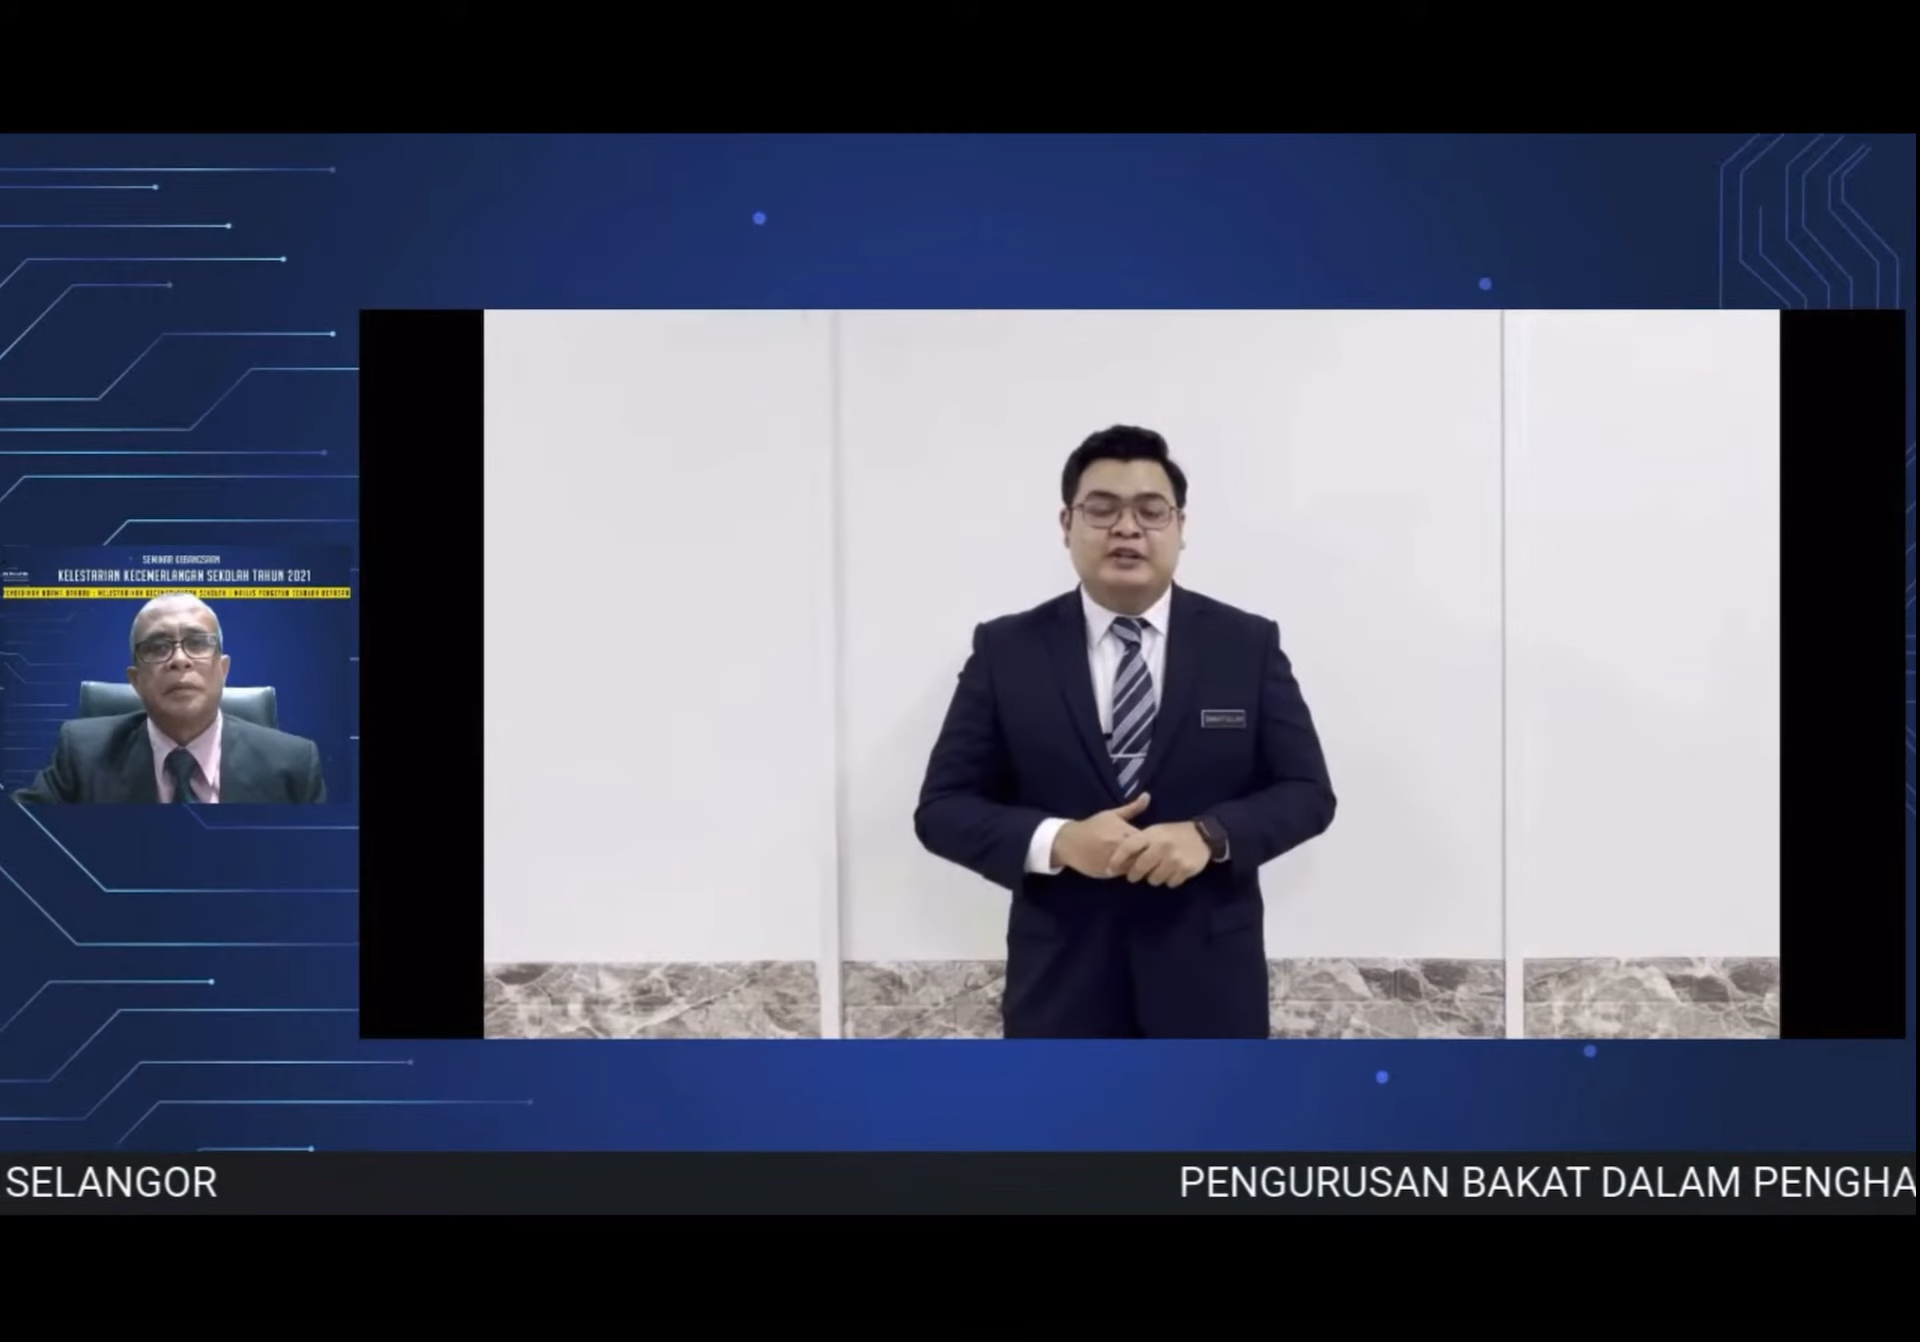 SEMINAR KEBANGSAAN
KELESTARIAN KECEMERLANGAN SEKOLAH TAHUN 2021
SELANGOR
PENGURUSAN BAKAT DALAM PENGHA